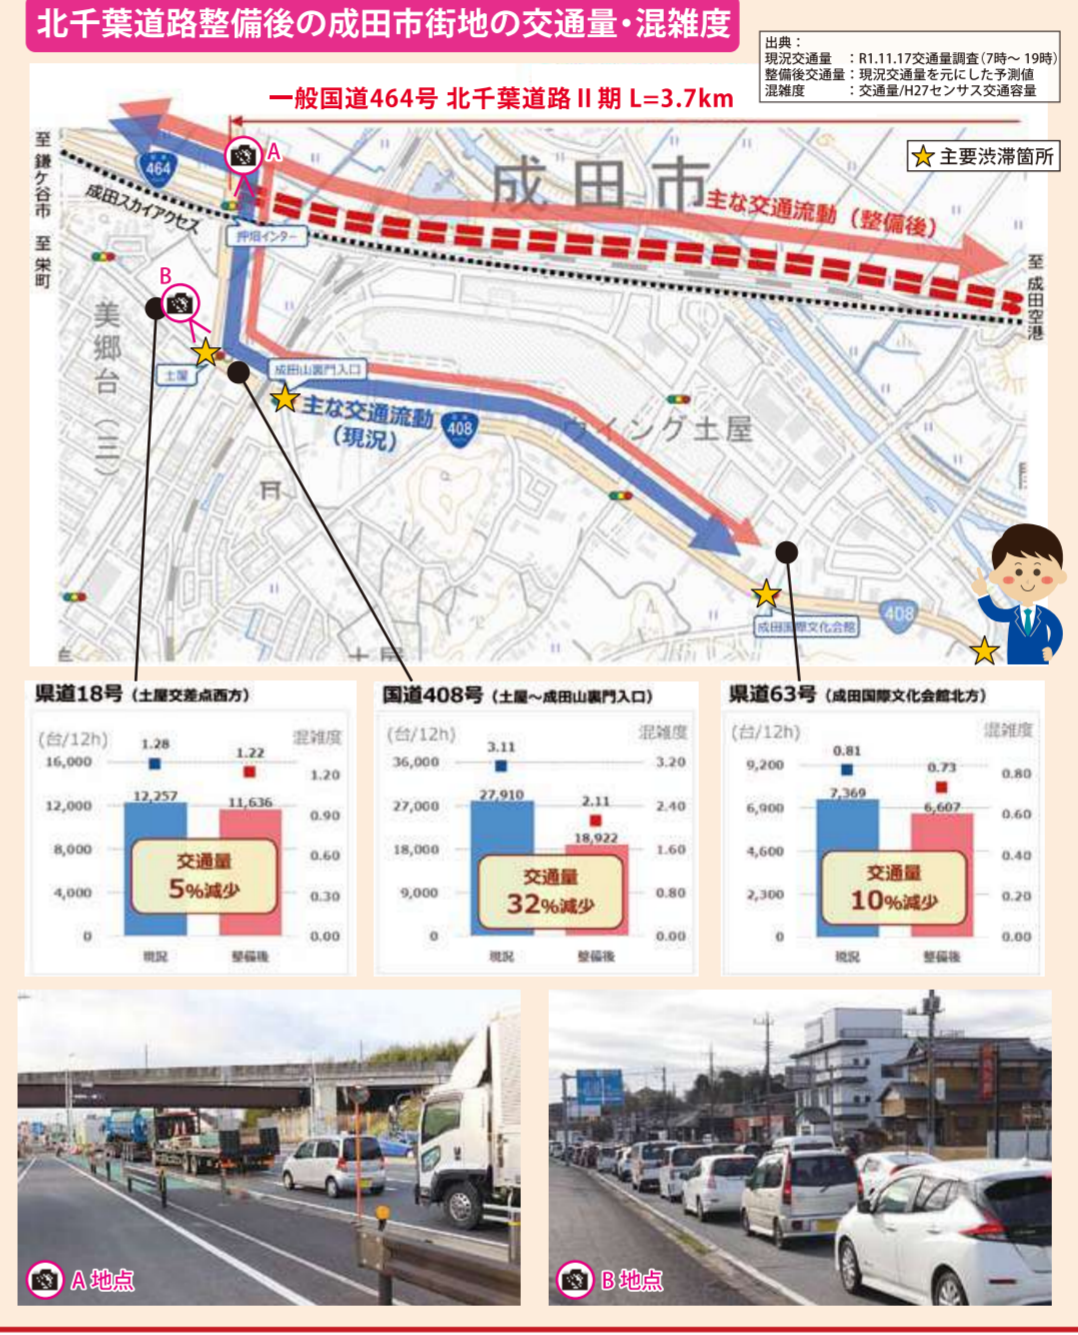 北千葉道路整備後の成田市街地の交通量・混雑度
出典：
現況交通量　：R1.11.17交通量調査（7時～19時）
整備後交通量：現況交通量を元にした予測値
混雑度　　　：交通量/H27センサス交通容量
一般国道464号 北千葉道路Ⅱ期 L=3.7km
★主要渋滞箇所
至 鎌ケ谷市 至 栄町
464
A
成田市
成田スカイアクセス
主な交通流動（整備後）
押畑インター
至 成田空港
B
美郷台（三）
土屋
成田山裏門入口
主な交通流動
（現況）
408
ウイング土屋
成田国際文化会館
408
県道18号（土屋交差点西方）
(台/12h)
混雑度
1.28
1.22
16,000
1.20
12,257
11,636
12,000
0.90
8,000
0.60
4,000
0.30
0
0.00
交通量
5%減少
現況
整備後
国道408号（土屋～成田山裏門入口）
(台/12h)
混雑度
3.11
2.11
36,000
3.20
27,910
18,922
27,000
2.40
18,000
1.60
9,000
0.80
0
0.00
交通量
32%減少
現況
整備後
県道63号（成田国際文化会館北方）
(台/12h)
混雑度
0.81
0.73
9,200
0.80
7,369
6,607
6,900
0.60
4,600
0.40
2,300
0.20
0
0.00
交通量
10%減少
現況
整備後
A地点
B地点